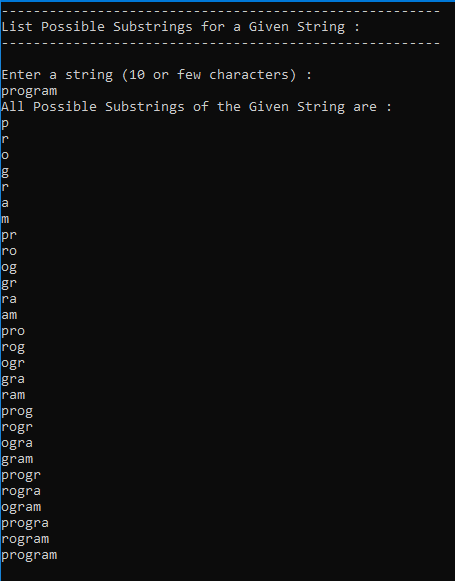 ------------------------------------------------------
List Possible Substrings for a Given String :
------------------------------------------------------
Enter a string (10 or few characters) :
program
All Possible Substrings of the Given String are :
p
r
o
g
r
a
m
pr
ro
og
gr
ra
am
pro
rog
ogr
gra
ram
prog
rogr
ogra
gram
progr
rogra
ogram
progra
rogram
program